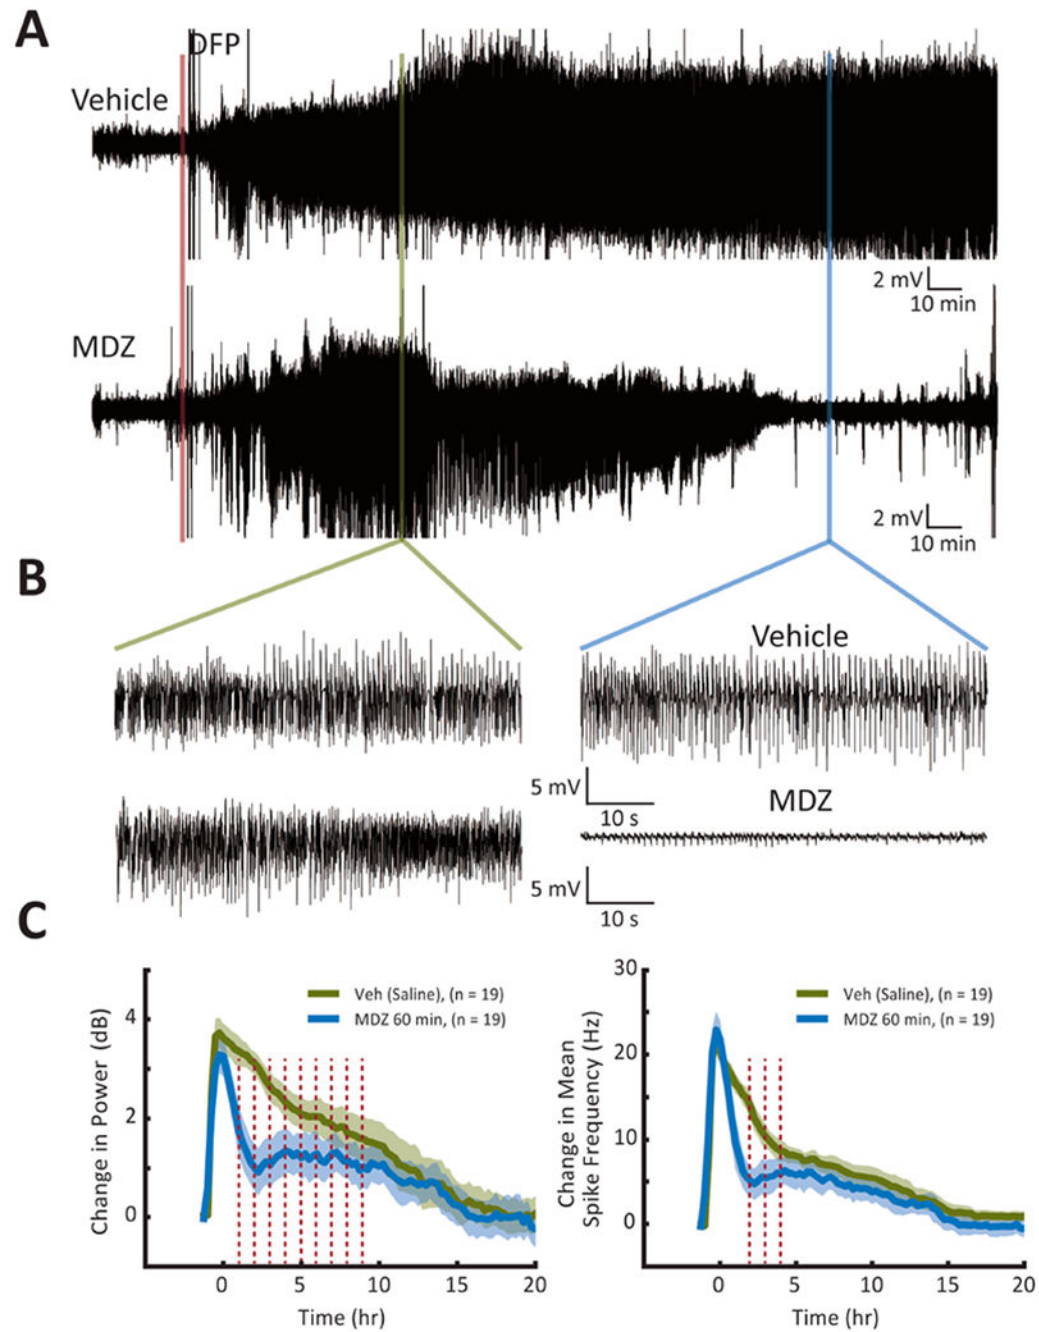 A
DFP
Vehicle
2 mV
10 min
MDZ
2 mV
10 min
B
Vehicle
5 mV
10 s
MDZ
5 mV
10 s
C
Change in Power (dB)
4
2
0
Veh (Saline), (n = 19)
MDZ 60 min, (n = 19)
0 5 10 15 20
Time (hr)
Change in Mean
Spike Frequency (Hz)
30
20
10
0
Veh (Saline), (n = 19)
MDZ 60 min, (n = 19)
0 5 10 15 20
Time (hr)